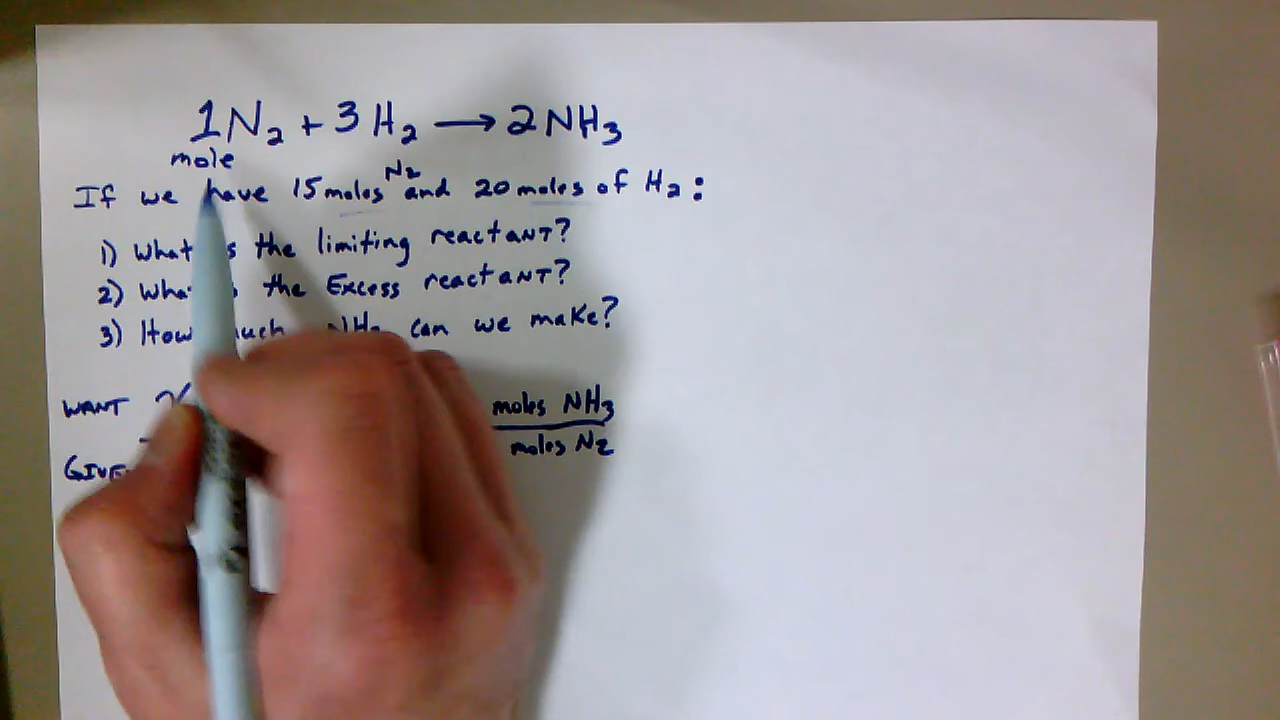 1N₂ + 3H₂ → 2NH₃
mole
If we have 15 moles N₂ and 20 moles of H₂:
1) What the limiting reactant?
2) the Excess reactant?
3) How can we make?
WANT moles NH₃
moles N₂